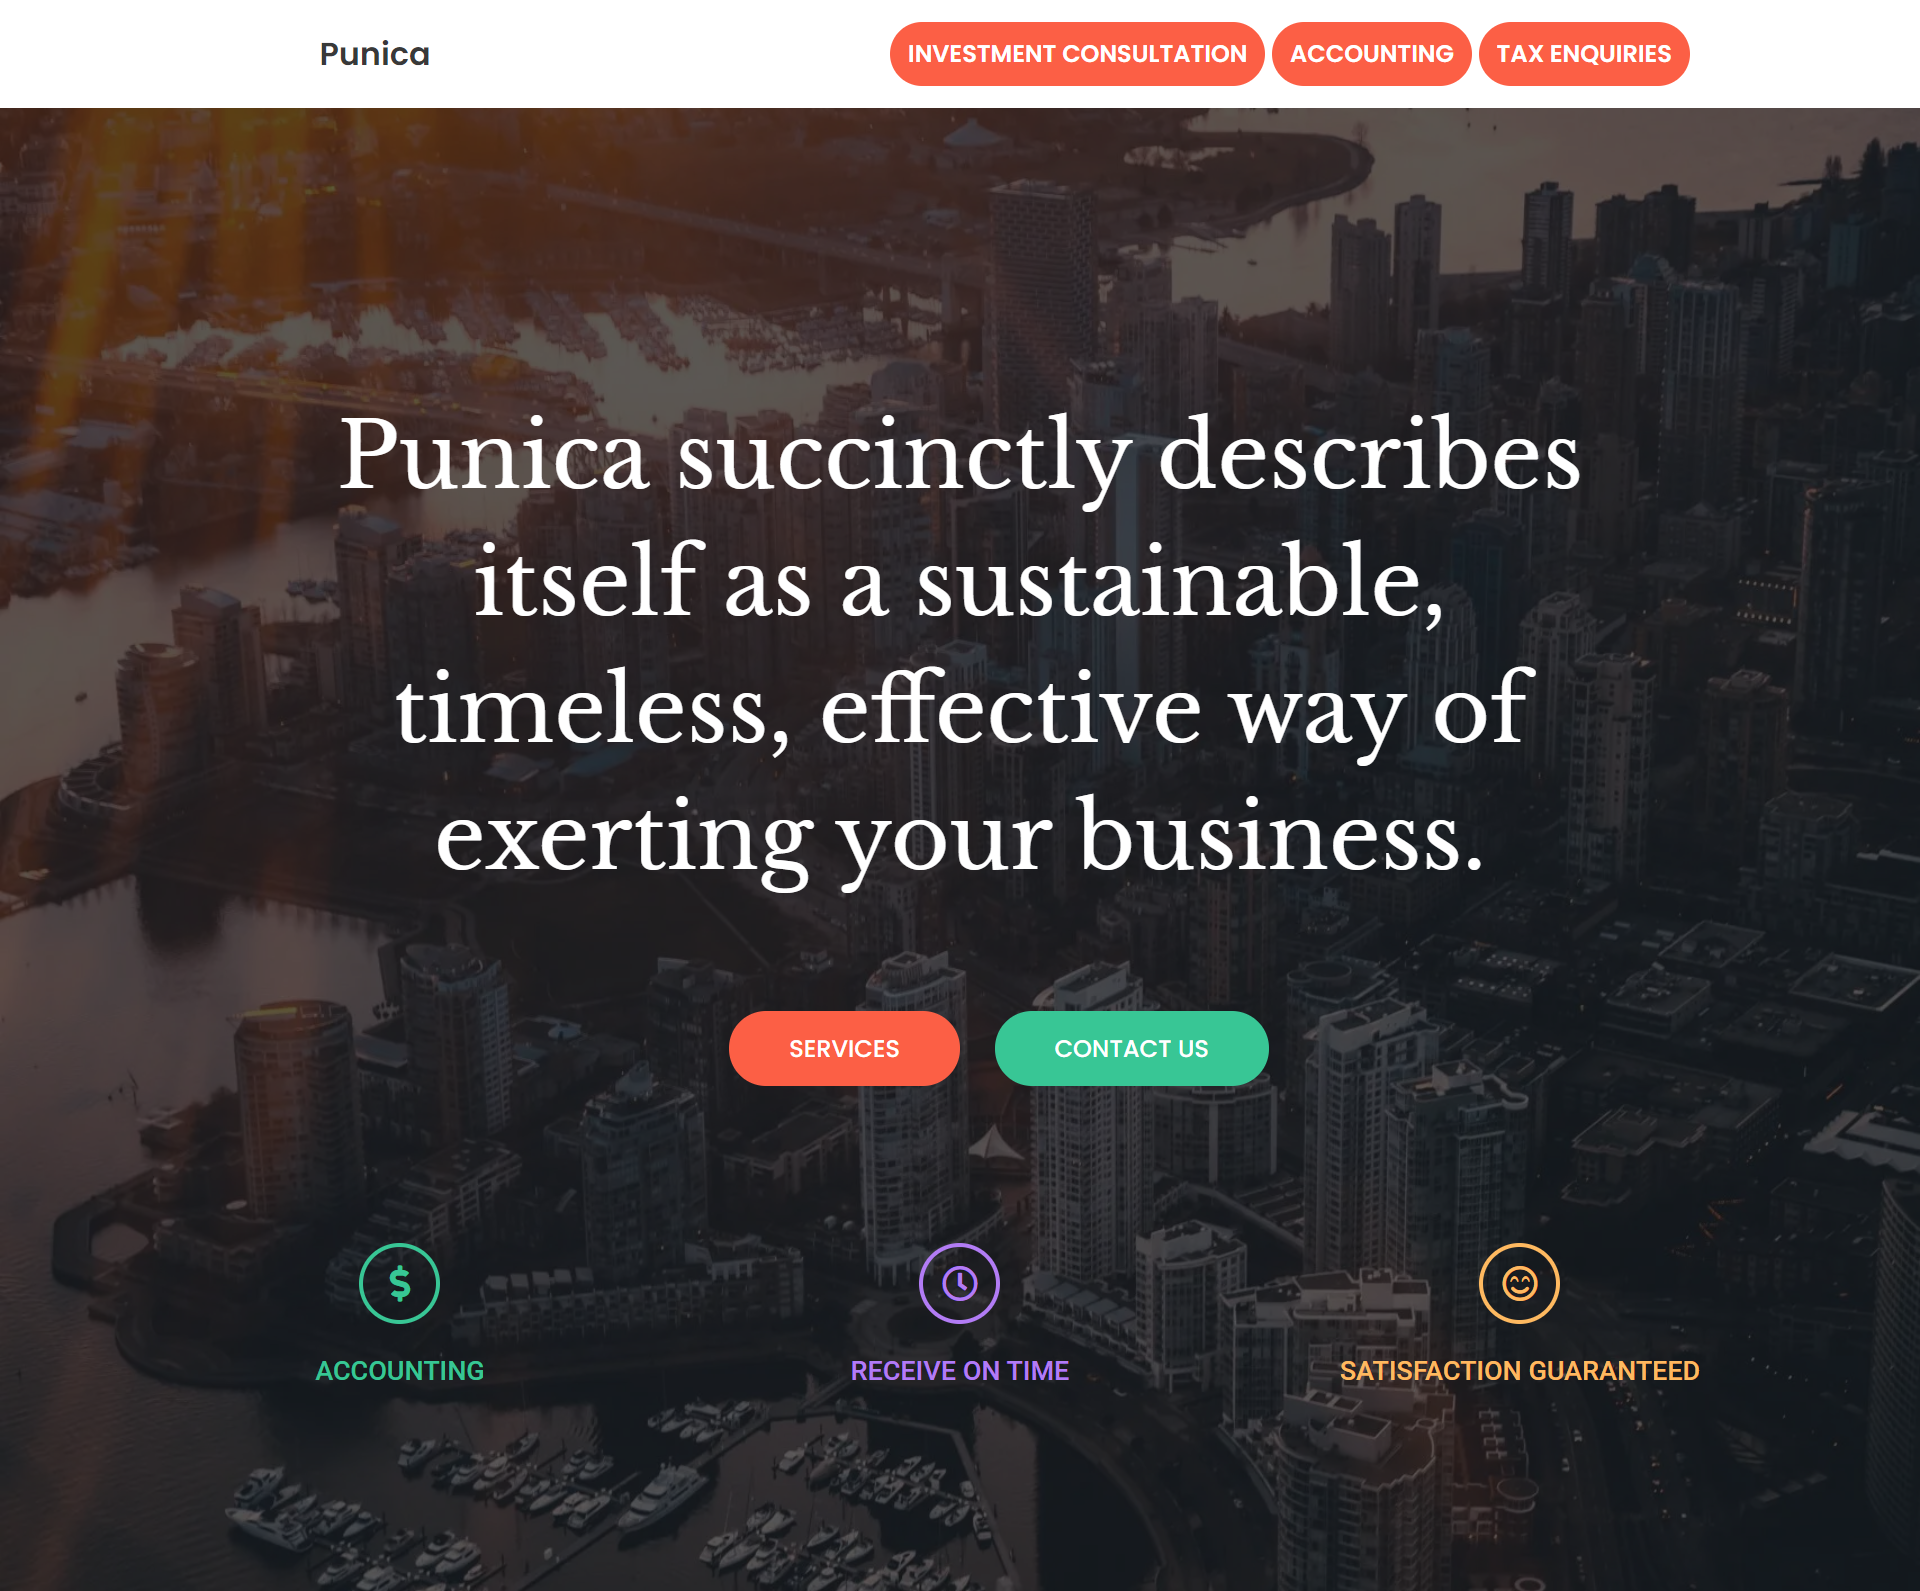 Punica
INVESTMENT CONSULTATION
ACCOUNTING
TAX ENQUIRIES
Punica succinctly describes
itself as a sustainable,
timeless, effective way of
exerting your business.
SERVICES
CONTACT US
ACCOUNTING
RECEIVE ON TIME
SATISFACTION GUARANTEED